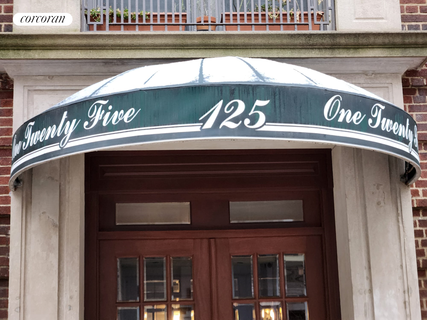 corcoran
One Twenty Five
125
One Twenty